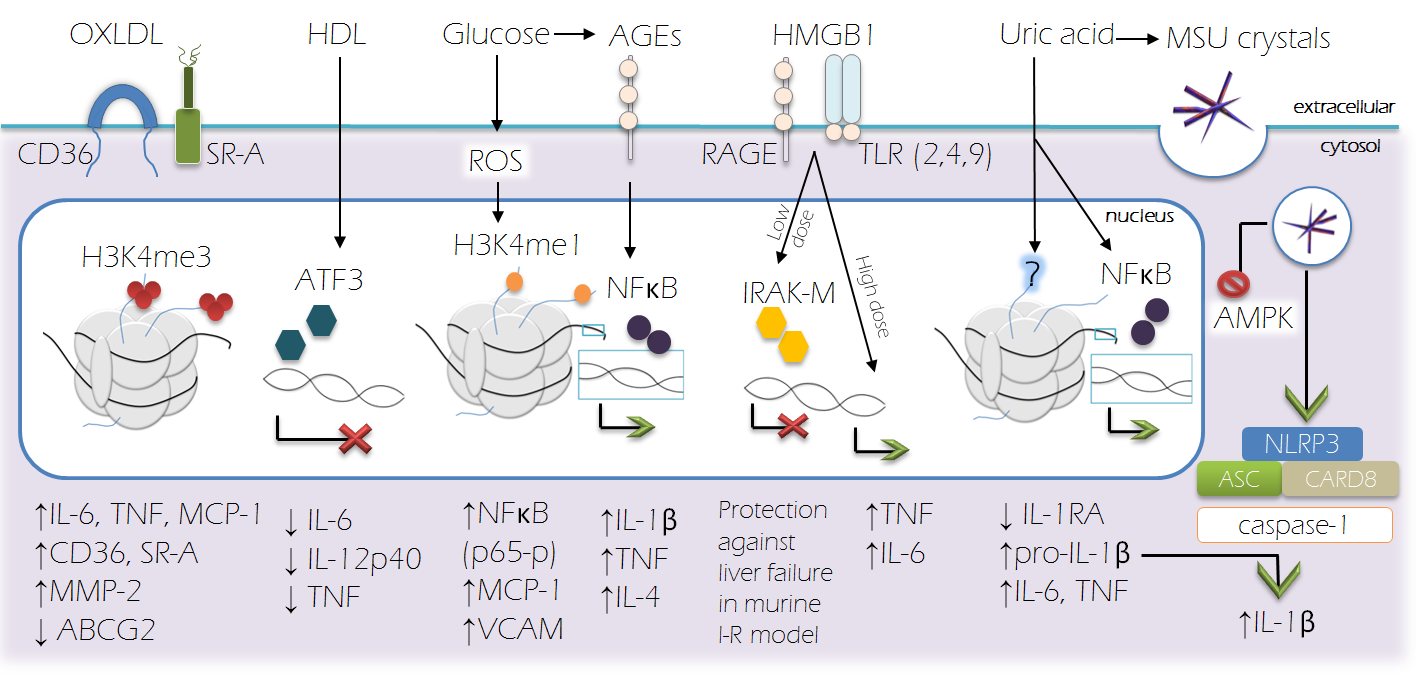 OXLDL
HDL
Glucose
AGEs
HMGB1
Uric acid
MSU crystals
extracellular
cytosol
CD36
SR-A
ROS
RAGE
TLR (2,4,9)
nucleus
H3K4me3
ATF3
H3K4me1
NFκB
Low
dose
High dose
IRAK-M
?
NFκB
AMPK
NLRP3
ASC
CARD8
caspase-1
↑IL-6, TNF, MCP-1
↑CD36, SR-A
↑MMP-2
↓ ABCG2
↓ IL-6
↓ IL-12p40
↓ TNF
↑NFκB
(p65-p)
↑MCP-1
↑VCAM
↑IL-1β
↑TNF
↑IL-4
Protection
against
liver failure
in murine
I-R model
↑TNF
↑IL-6
↓ IL-1RA
↑pro-IL-1β
↑IL-6, TNF
↑IL-1β